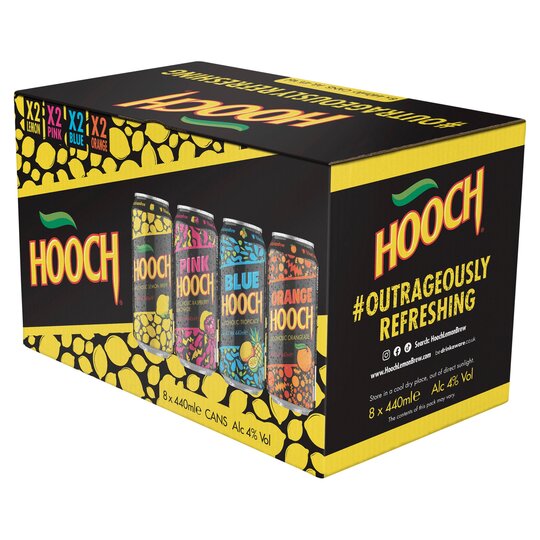 #OUTRAGEOUSLY REFRESHING
HOOCH
X2 LEMON
X2 PINK
X2 BLUE
X2 ORANGE
HOOCH
HOOCH
PINK
HOOCH
BLUE
HOOCH
ORANGE
HOOCH
8 x 440ml℮ CANS Alc 4% Vol
HOOCH
#OUTRAGEOUSLY
REFRESHING
Search: HoochLemonBrew
www.HoochLemonBrew.com be drinkaware.co.uk
Store in a cool dry place, out of direct sunlight.
8 x 440ml℮ Alc 4% Vol
The contents of this pack may vary.